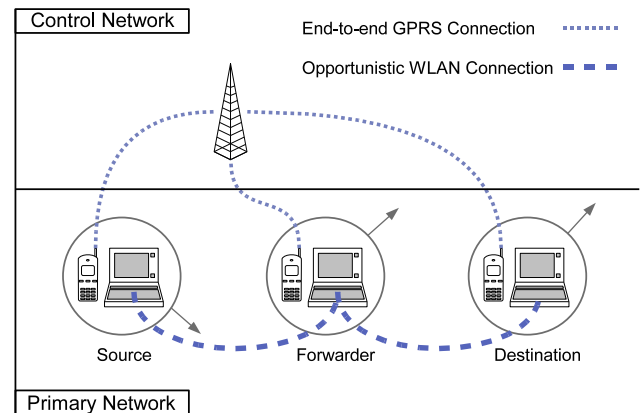 Control Network
End-to-end GPRS Connection
Opportunistic WLAN Connection
Source
Forwarder
Destination
Primary Network